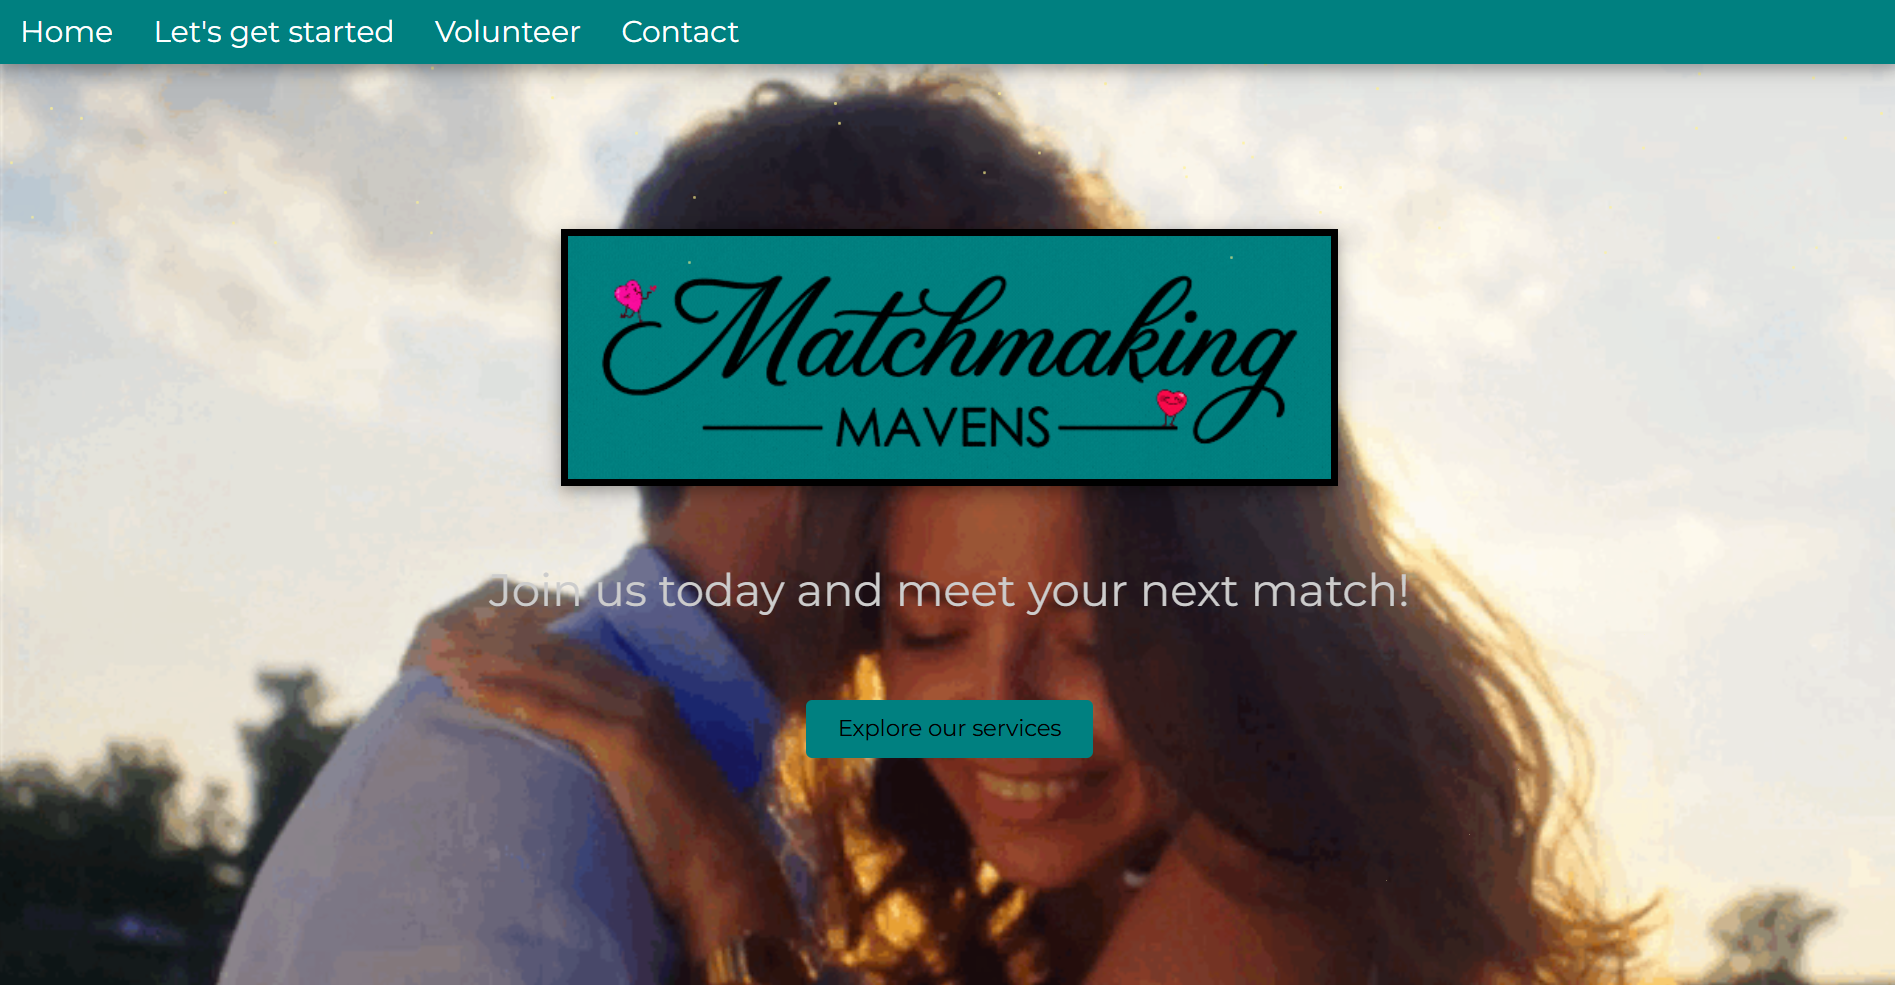 Home Let's get started Volunteer Contact
Matchmaking
MAVENS
Join us today and meet your next match!
Explore our services